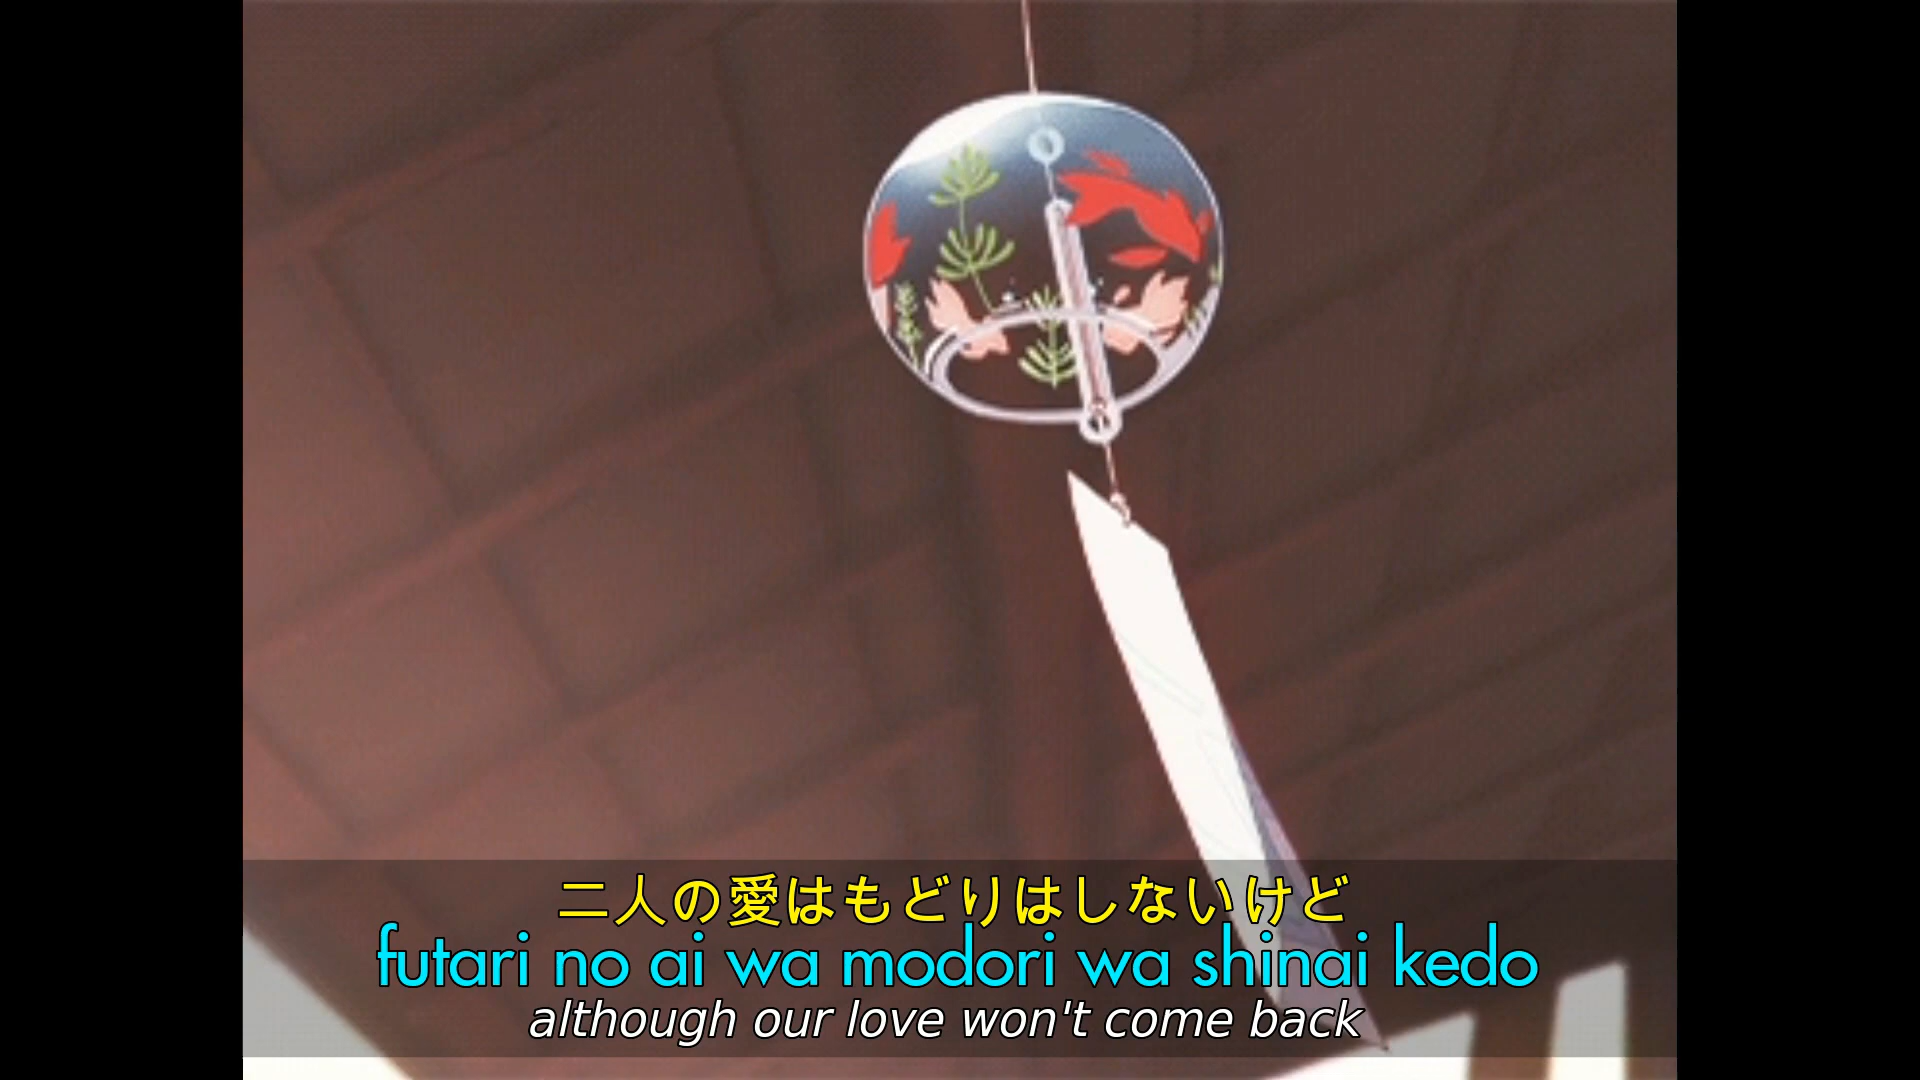 二人の愛はもどりはしないけど
futari no ai wa modori wa shinai kedo
although our love won't come back